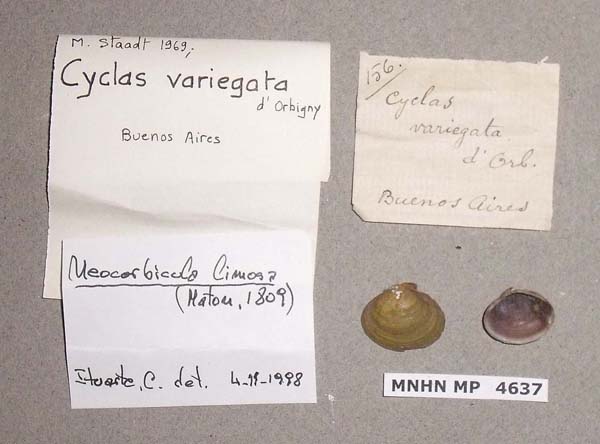 M. Staadt 1969;
Cyclas variegata
d'Orbigny
Buenos Aires
Neocorbicula limosa
(Maton, 1809)
Ituarte, C. det. 4-11-1998
156.
Cyclas
variegata
d'Orb.
Buenos Aires
MNHN MP 4637